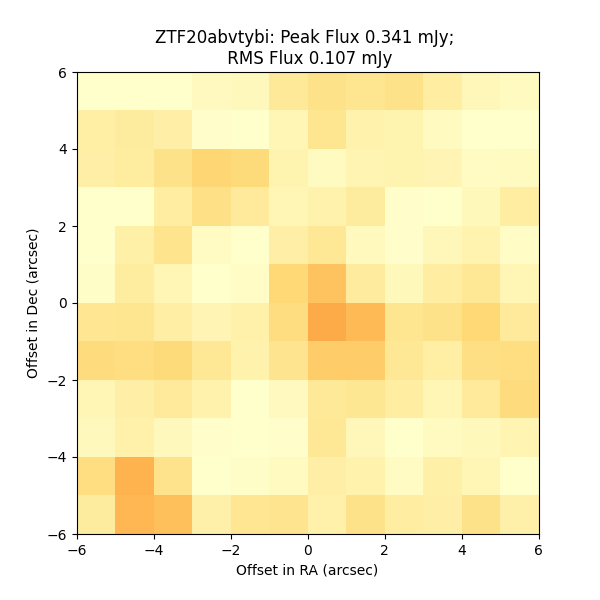 ZTF20abvtybi: Peak Flux 0.341 mJy;
RMS Flux 0.107 mJy
6
4
2
0
−2
−4
−6
Offset in Dec (arcsec)
−6 −4 −2 0 2 4 6
Offset in RA (arcsec)